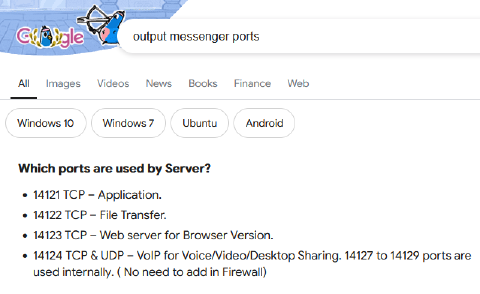 Google
output messenger ports
All Images Videos News Books Finance Web
Windows 10 Windows 7 Ubuntu Android
Which ports are used by Server?
• 14121 TCP – Application.
• 14122 TCP – File Transfer.
• 14123 TCP – Web server for Browser Version.
• 14124 TCP & UDP – VoIP for Voice/Video/Desktop Sharing. 14127 to 14129 ports are
used internally. ( No need to add in Firewall)